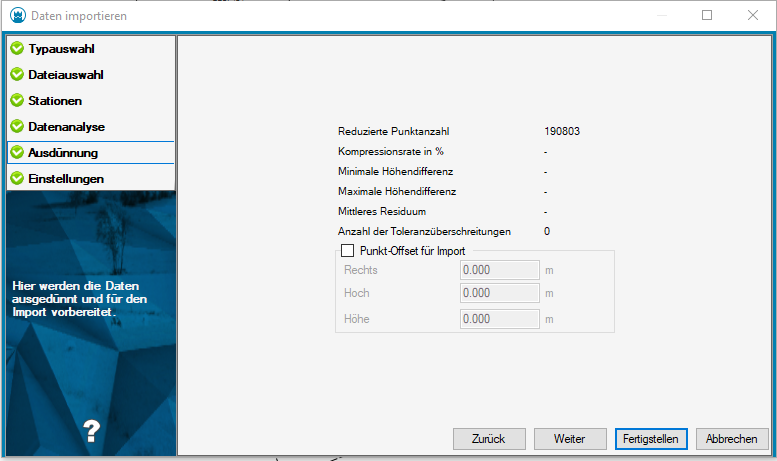 Daten importieren
Typauswahl
Dateiauswahl
Stationen
Datenanalyse
Ausdünnung
Einstellungen
Hier werden die Daten
ausgedünnt und für den
Import vorbereitet.
?
Reduzierte Punktanzahl 190803
Kompressionsrate in % -
Minimale Höhendifferenz -
Maximale Höhendifferenz -
Mittleres Residuum -
Anzahl der Toleranzüberschreitungen 0
Punkt-Offset für Import
Rechts 0.000 m
Hoch 0.000 m
Höhe 0.000 m
Zurück Weiter Fertigstellen Abbrechen